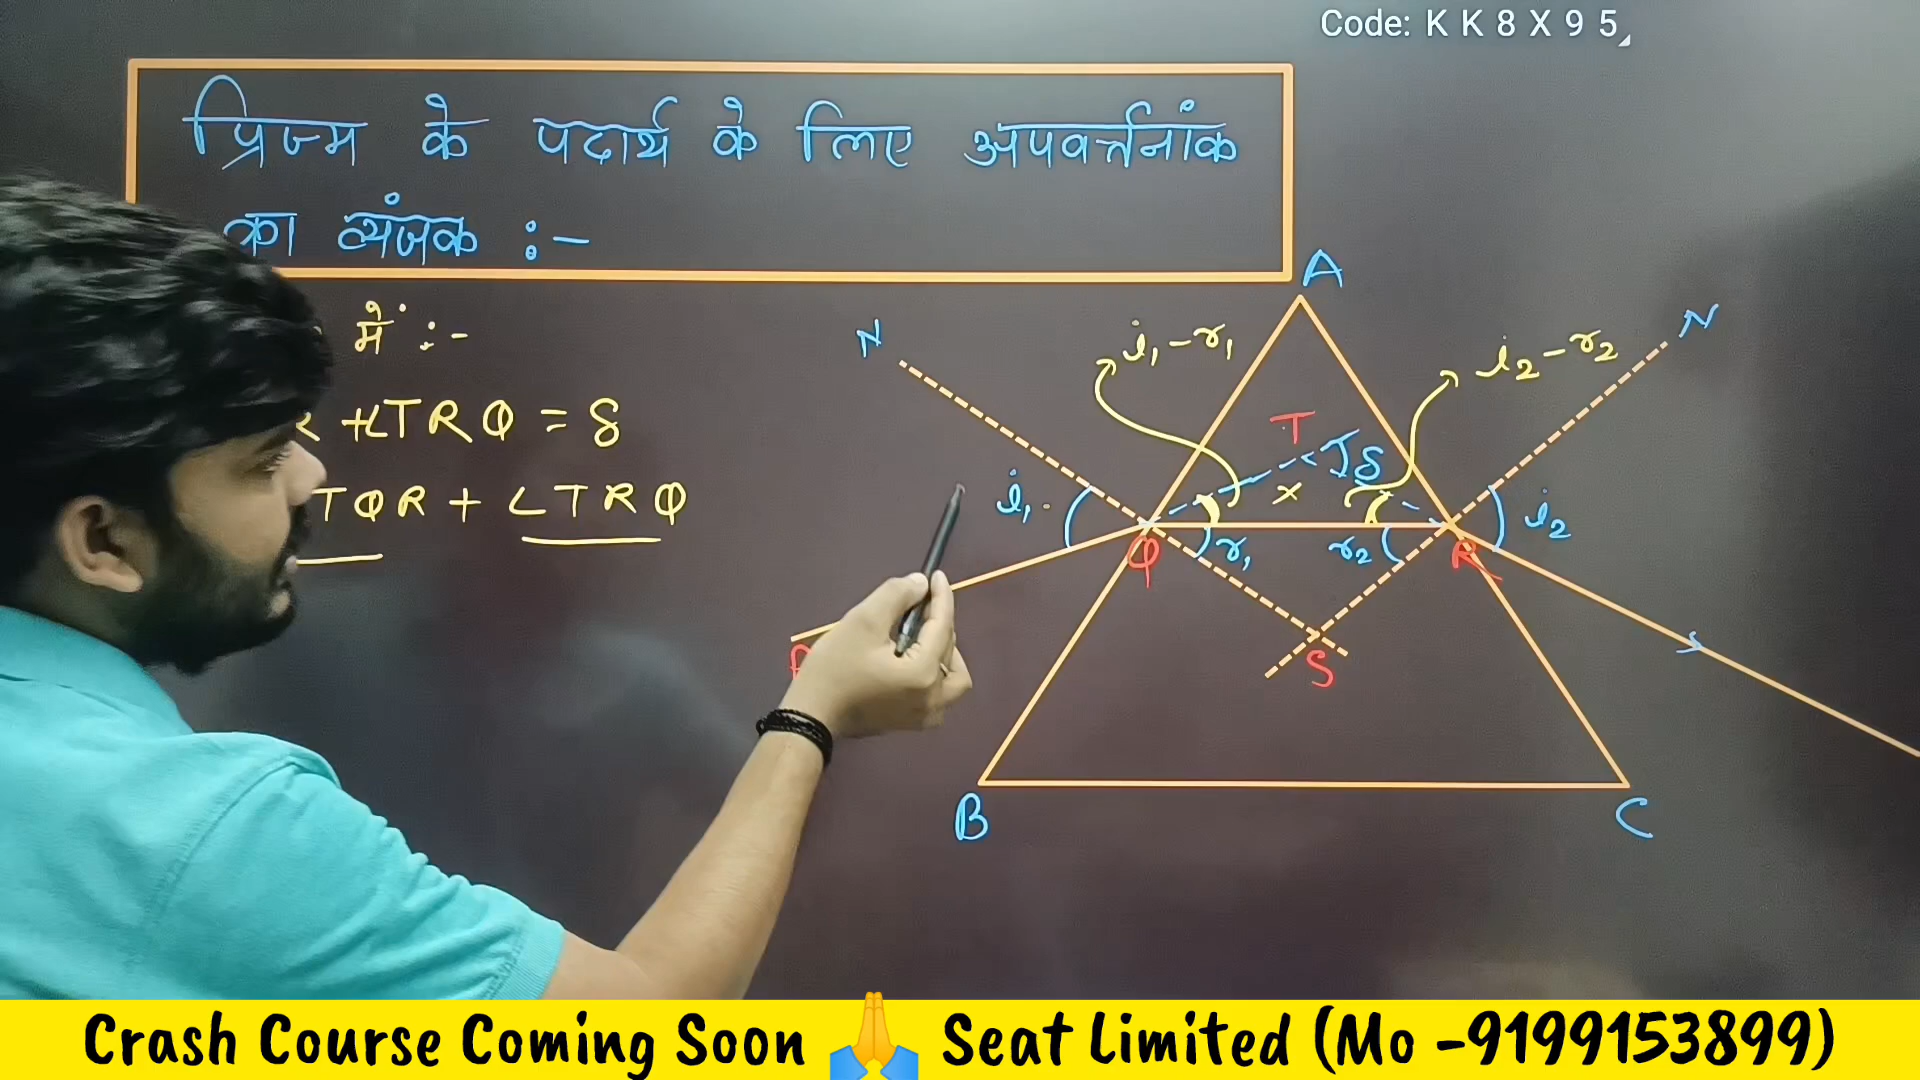 Code: K K 8 X 9 5
प्रिज्म के पदार्थ के लिए अपवर्त्तनांक
का व्यंजक :-
में :-
+∠TRQ = δ
TQR + ∠TRQ
A
N
N
i₁-r₁
i₂-r₂
T
δ
x
i₁
i₂
Q
r₁
r₂
R
S
B
C
Crash Course Coming Soon 🙏 Seat Limited (Mo -9199153899)